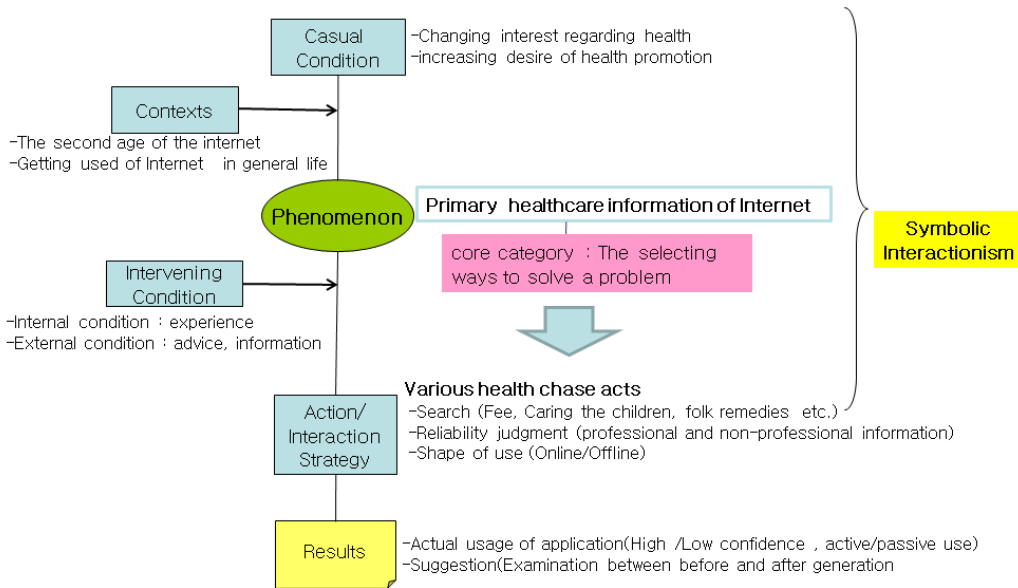 Casual
Condition
-Changing interest regarding health
-increasing desire of health promotion
Contexts
-The second age of the internet
-Getting used of Internet in general life
Phenomenon
Primary healthcare information of Internet
core category : The selecting
ways to solve a problem
Symbolic
Interactionism
Intervening
Condition
-Internal condition : experience
-External condition : advice, information
Various health chase acts
Action/
Interaction
Strategy
-Search (Fee, Caring the children, folk remedies etc.)
-Reliability judgment (professional and non-professional information)
-Shape of use (Online/Offline)
Results
-Actual usage of application(High /Low confidence , active/passive use)
-Suggestion(Examination between before and after generation